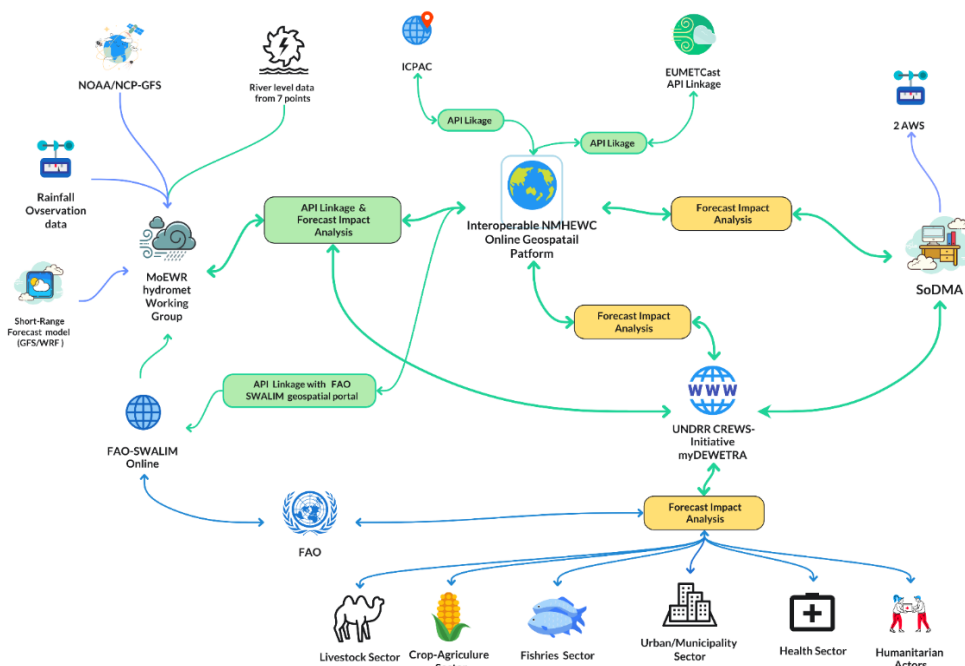 NOAA/NCP-GFS
River level data
from 7 points
ICPAC
EUMETCast
API Linkage
2 AWS
API Likage
API Likage
Rainfall
Ovservation
data
API Linkage &
Forecast Impact
Analysis
Interoperable NMHEWC
Online Geospatail
Patform
Forecast Impact
Analysis
SoDMA
MoEWR
hydromet
Working
Group
Short-Range
Forecast model
(GFS/WRF )
Forecast Impact
Analysis
API Linkage with FAO
SWALIM geospatial portal
WWW
UNDRR CREWS-
Initiative
myDEWETRA
FAO-SWALIM
Online
FAO
Forecast Impact
Analysis
Livestock Sector
Crop-Agriculure
Fishries Sector
Urban/Municipality
Sector
Health Sector
Humanitarian
Actors